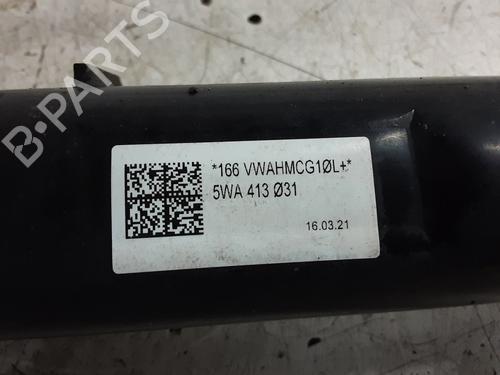 B-PARTS
*166 VWAHMCG1ØL+*
5WA 413 Ø31
16.03.21